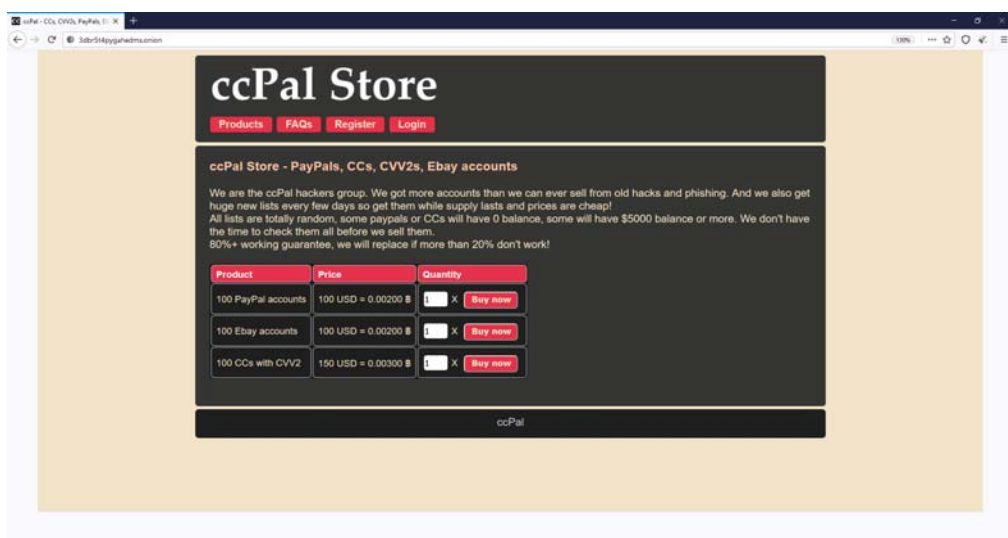 ccPal - CCs, CVV2s, PayPals, E
130%
ccPal Store
Products FAQs Register Login
ccPal Store - PayPals, CCs, CVV2s, Ebay accounts
We are the ccPal hackers group. We got more accounts than we can ever sell from old hacks and phishing. And we also get
huge new lists every few days so get them while supply lasts and prices are cheap!
All lists are totally random, some paypals or CCs will have 0 balance, some will have $5000 balance or more. We don't have
the time to check them all before we sell them.
80%+ working guarantee, we will replace if more than 20% don't work!
Product Price Quantity
100 PayPal accounts 100 USD = 0.00200 ฿ 1 X Buy now
100 Ebay accounts 100 USD = 0.00200 ฿ 1 X Buy now
100 CCs with CVV2 150 USD = 0.00300 ฿ 1 X Buy now
ccPal